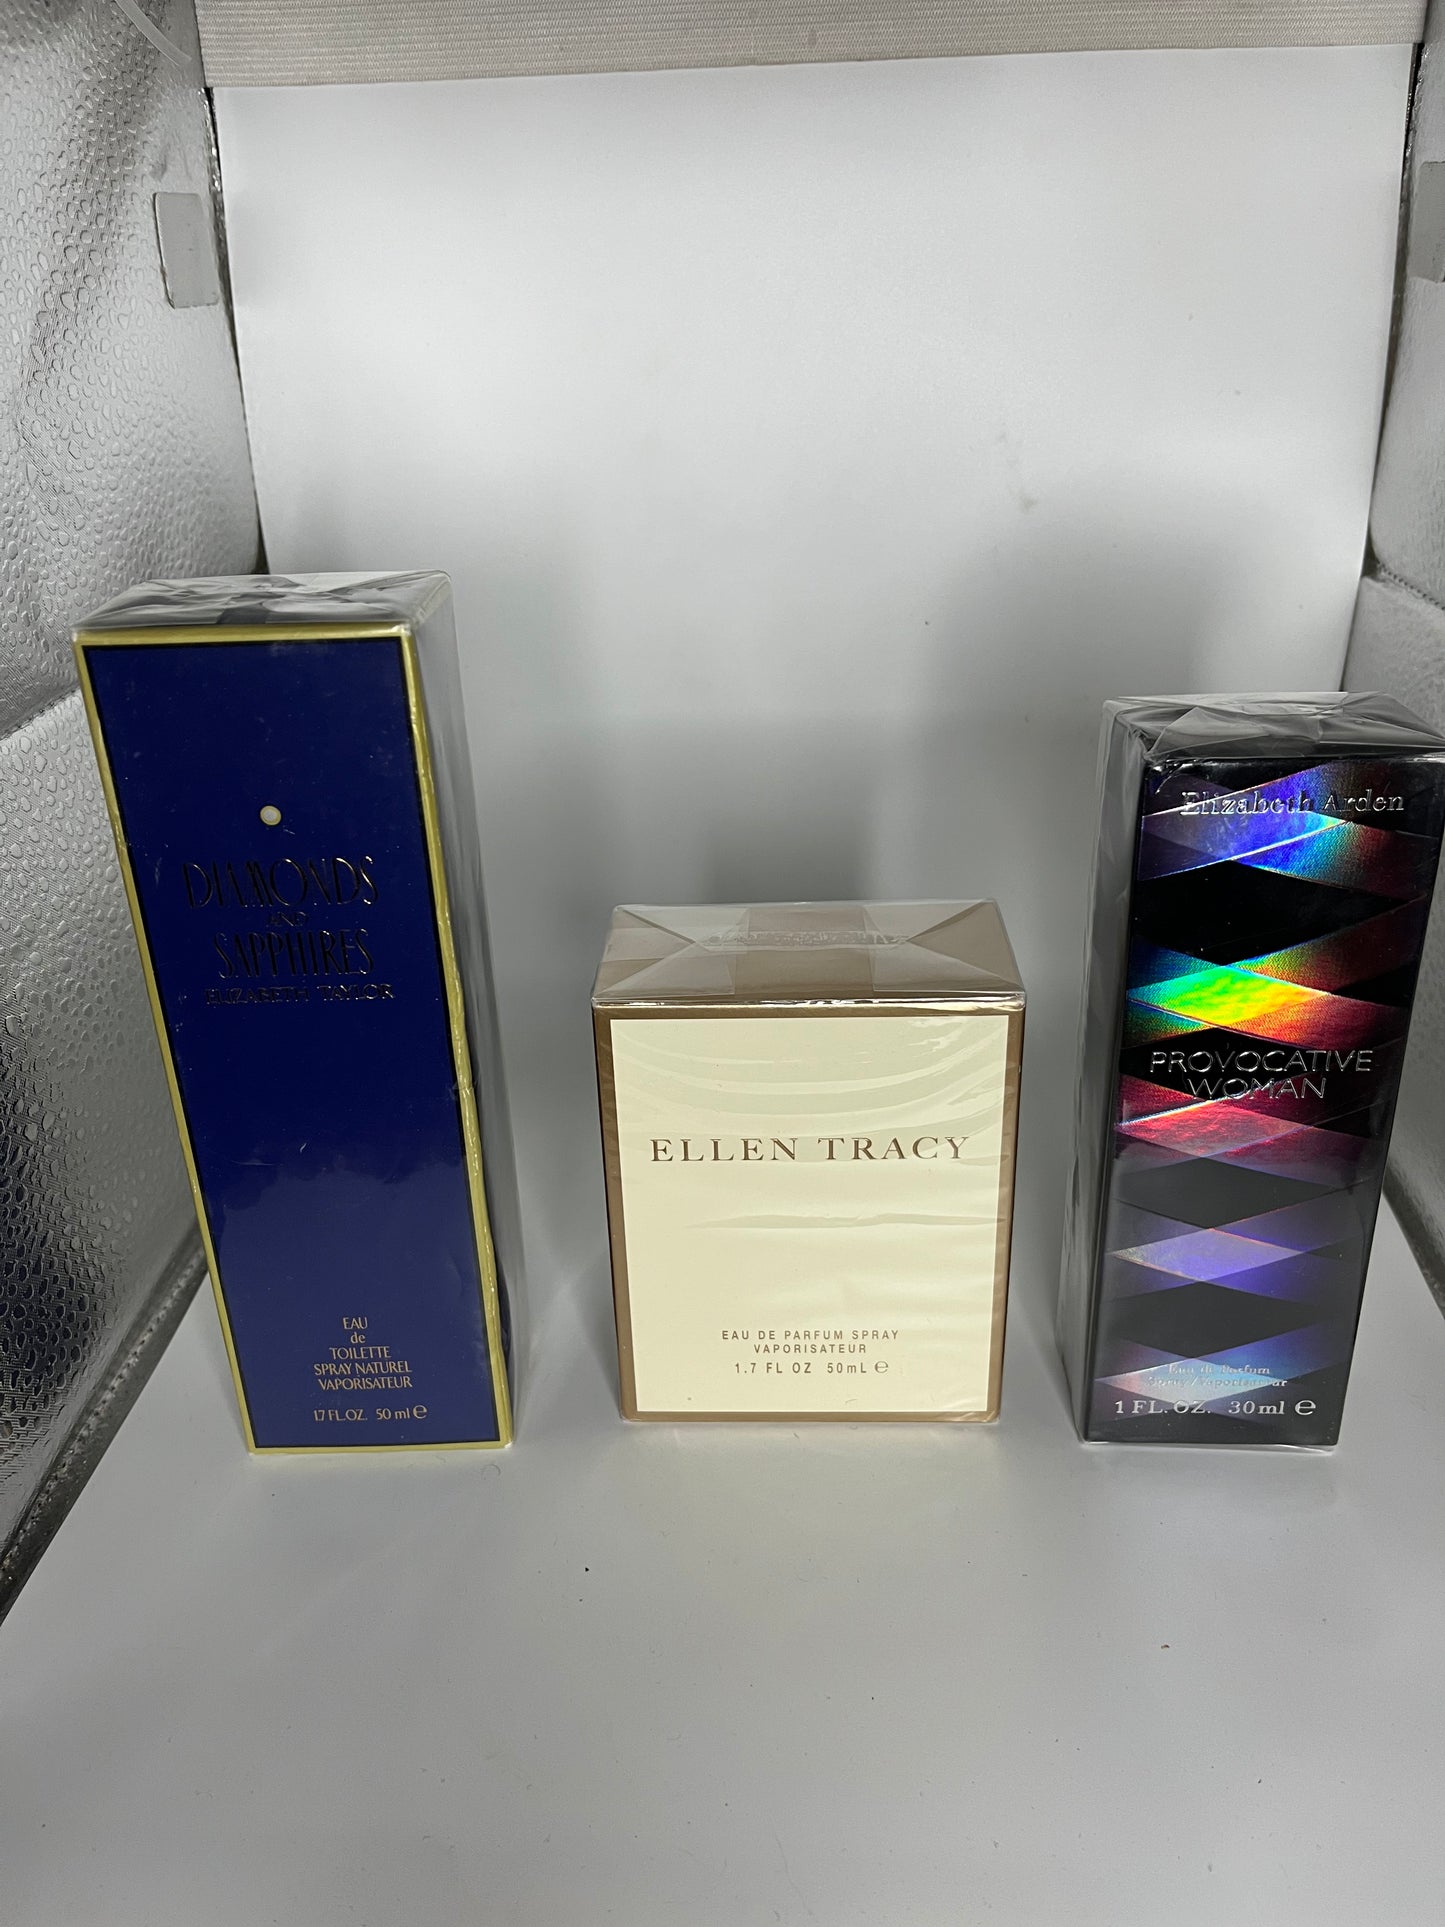 DIAMONDS
AND
SAPPHIRES
ELIZABETH TAYLOR
EAU
de
TOILETTE
SPRAY NATUREL
VAPORISATEUR
1.7 FL.OZ. 50 ml ℮
ELLEN TRACY
EAU DE PARFUM SPRAY
VAPORISATEUR
1.7 FL OZ 50mL ℮
Elizabeth Arden
PROVOCATIVE
WOMAN
Eau de Parfum
Spray / Vaporisateur
1 FL. OZ. 30ml ℮